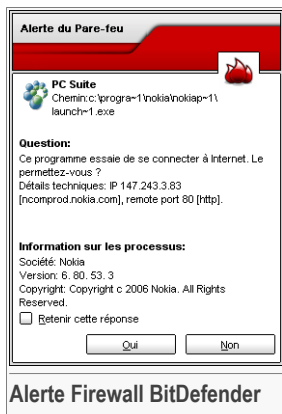 Alerte du Pare-feu
PC Suite
Chemin:c:\progra~1\nokia\nokiap~1\
launch~1.exe
Question:
Ce programme essaie de se connecter à Internet. Le
permettez-vous ?
Détails techniques: IP 147.243.3.83
[ncomprod.nokia.com], remote port 80 [http].
Information sur les processus:
Société: Nokia
Version: 6. 80. 53. 3
Copyright: Copyright c 2006 Nokia. All Rights
Reserved.
Retenir cette réponse
Oui
Non
Alerte Firewall BitDefender